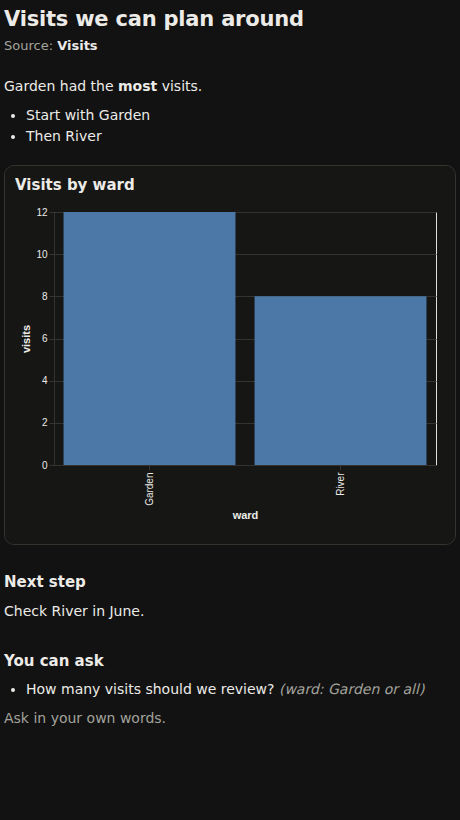 Visits we can plan around
Source: Visits
Garden had the most visits.
• Start with Garden
• Then River
Visits by ward
12
10
8
6
4
2
0
visits
Garden
River
ward
Next step
Check River in June.
You can ask
• How many visits should we review? (ward: Garden or all)
Ask in your own words.